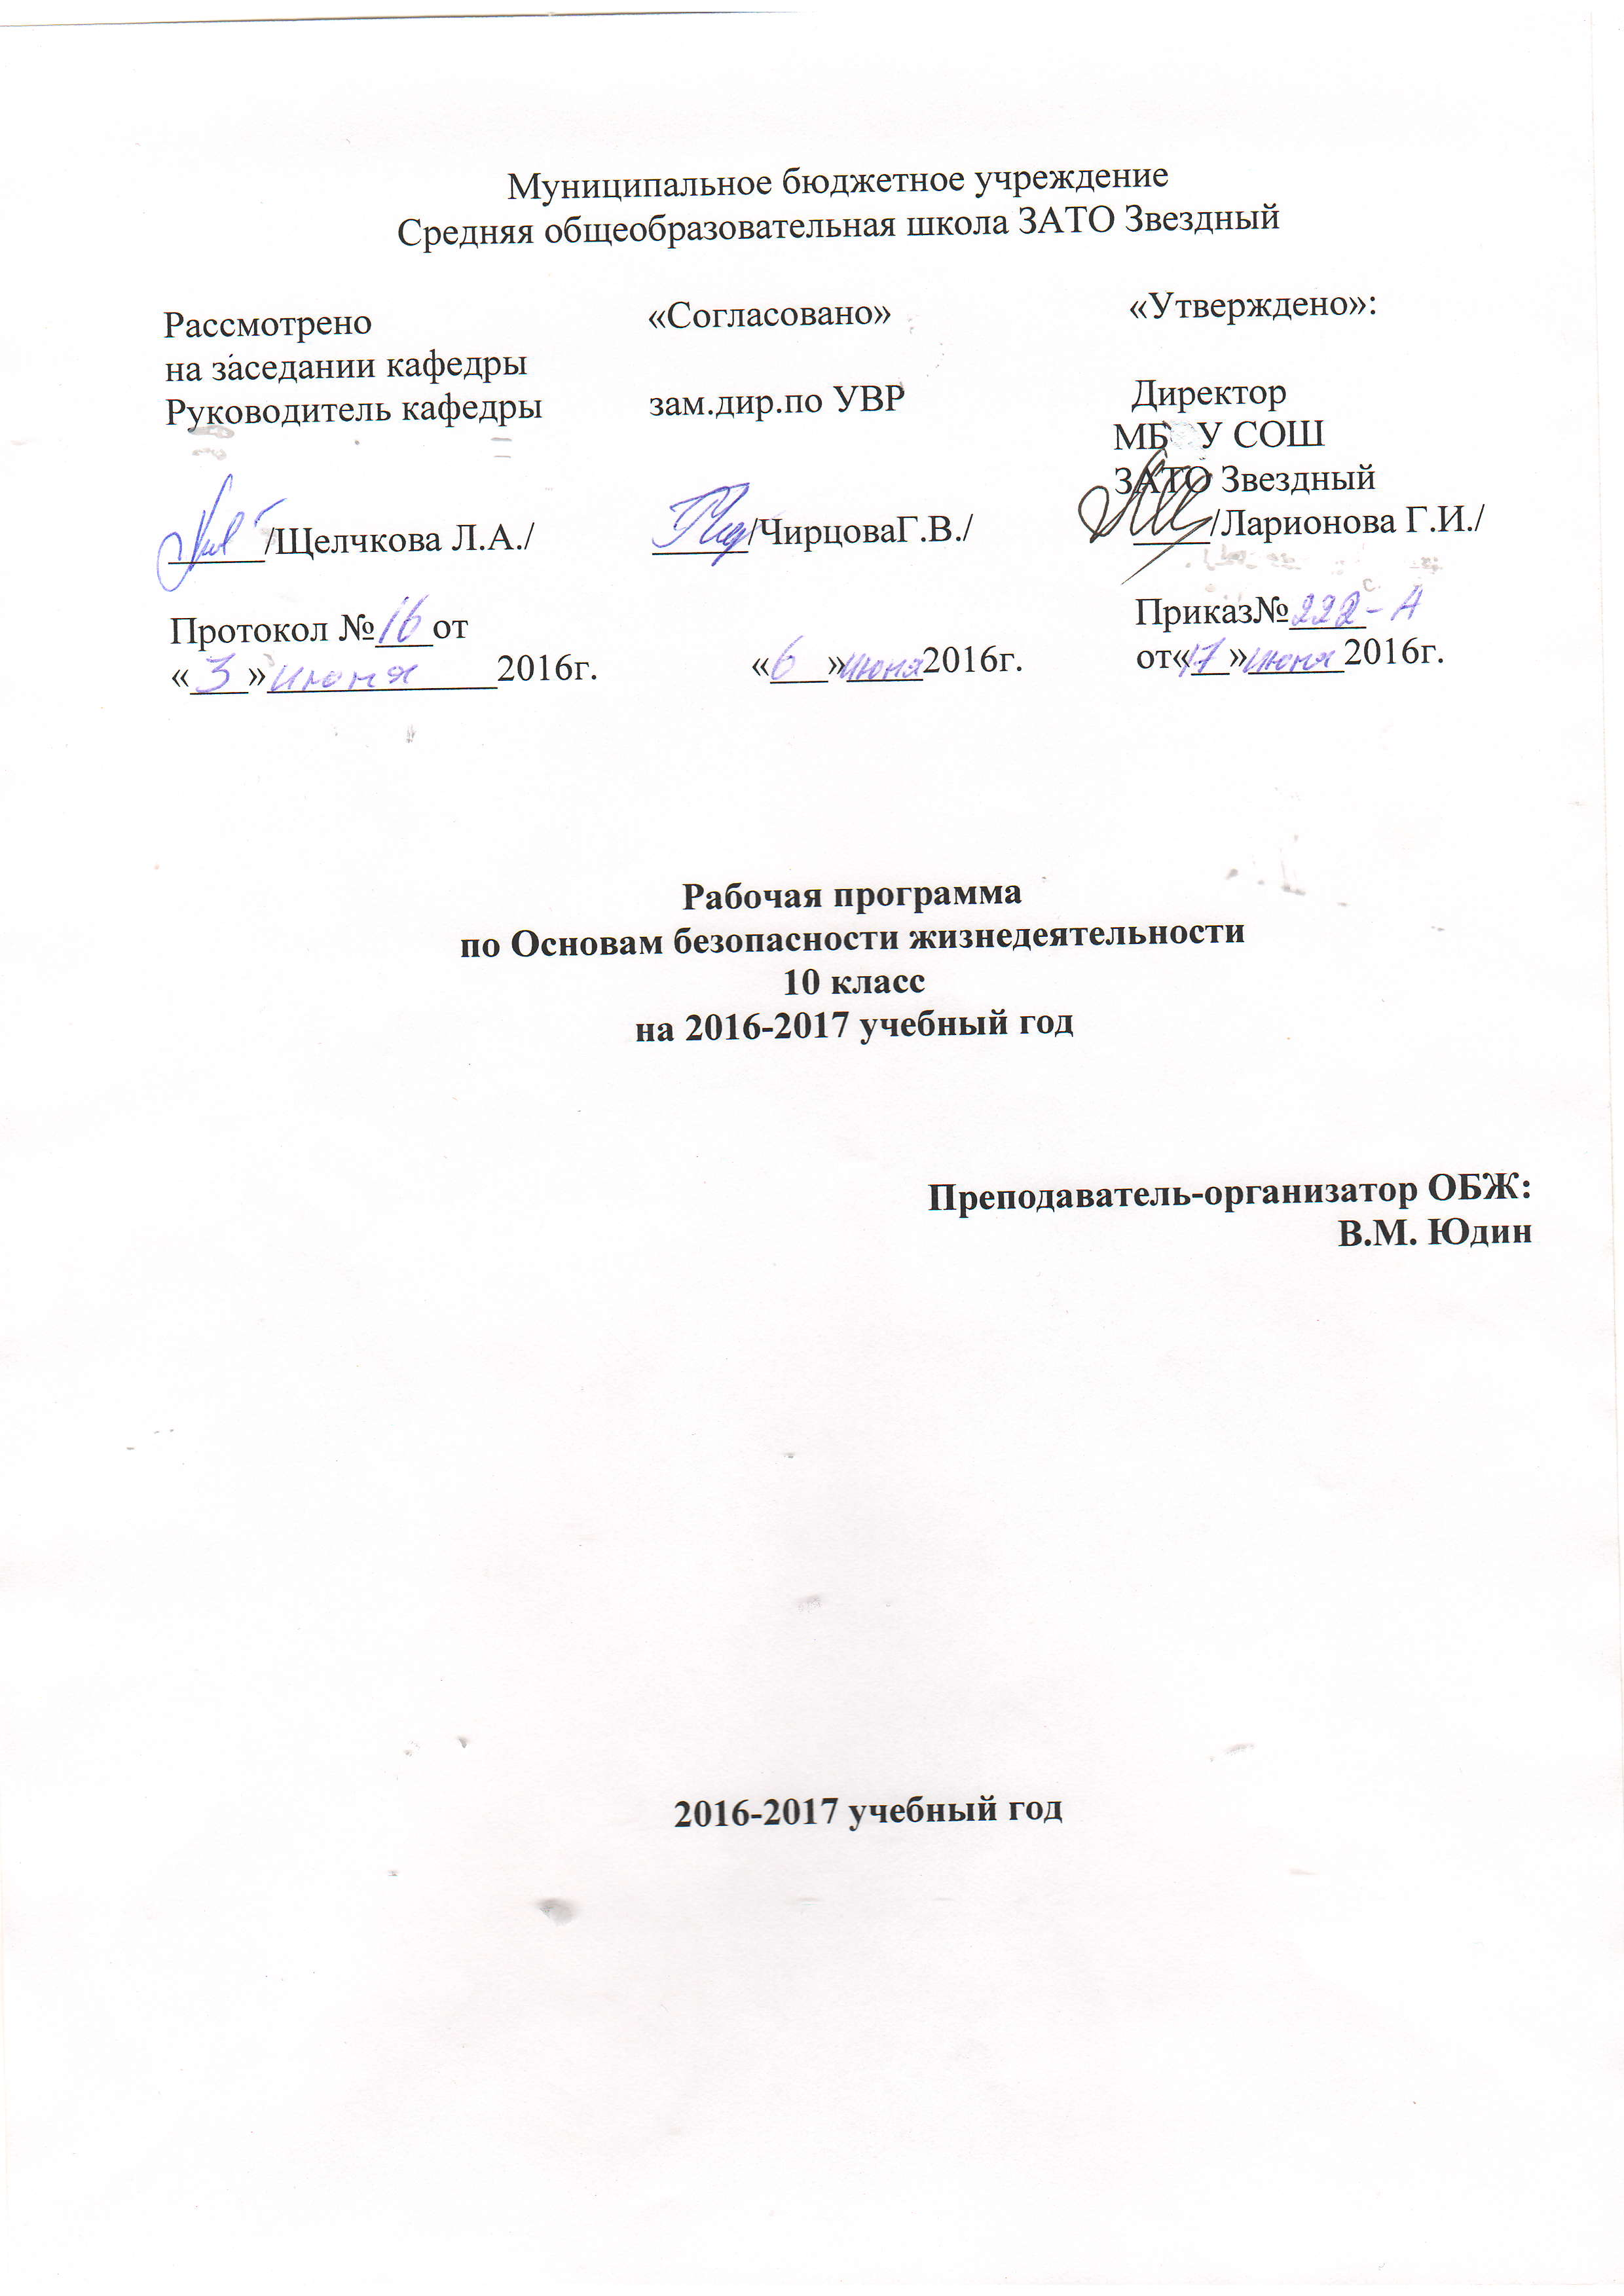 Муниципальное бюджетное учреждение
Средняя общеобразовательная школа ЗАТО Звездный
Рассмотрено
на заседании кафедры
Руководитель кафедры
/Щелчкова Л.А./
Протокол №16 от
«3» июня 2016г.
«Согласовано»
зам.дир.по УВР
/ЧирцоваГ.В./
«6» июня 2016г.
«Утверждено»:
Директор
МБ У СОШ
ЗАТО Звездный
/Ларионова Г.И./
Приказ№ 222-А
от«17» июня 2016г.
Рабочая программа
по Основам безопасности жизнедеятельности
10 класс
на 2016-2017 учебный год
Преподаватель-организатор ОБЖ:
В.М. Юдин
2016-2017 учебный год